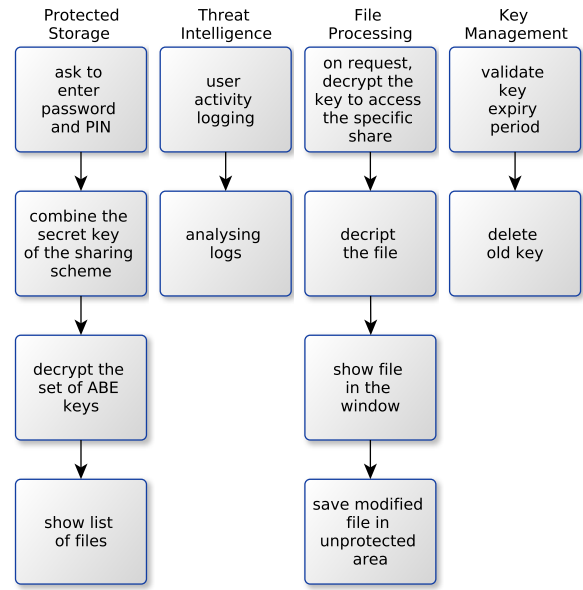 Protected
Storage
ask to
enter
password
and PIN
combine the
secret key
of the sharing
scheme
decrypt the
set of ABE
keys
show list
of files
Threat
Intelligence
user
activity
logging
analysing
logs
File
Processing
on request,
decrypt the
key to access
the specific
share
decript
the file
show file
in the
window
save modified
file in
unprotected
area
Key
Management
validate
key
expiry
period
delete
old key